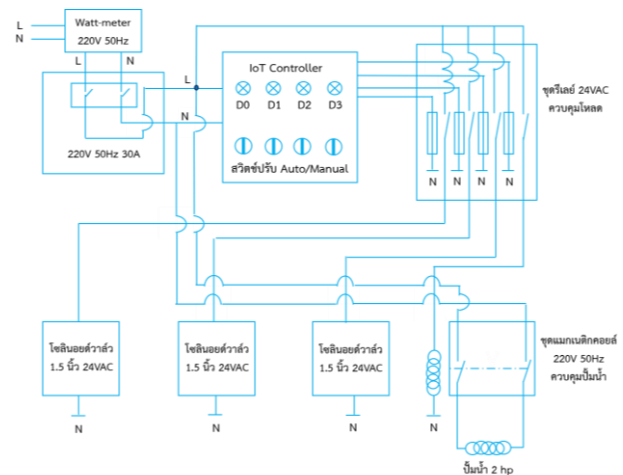 L
N
Watt-meter
220V 50Hz
L
N
220V 50Hz 30A
L
N
IoT Controller
D0
D1
D2
D3
สวิตช์ปรับ Auto/Manual
N
N
N
N
ชุดรีเลย์ 24VAC
ควบคุมโหลด
โซลินอยด์วาล์ว
1.5 นิ้ว 24VAC
N
โซลินอยด์วาล์ว
1.5 นิ้ว 24VAC
N
โซลินอยด์วาล์ว
1.5 นิ้ว 24VAC
N
N
ชุดแมกเนติกคอยล์
220V 50Hz
ควบคุมปั๊มน้ำ
ปั๊มน้ำ 2 hp